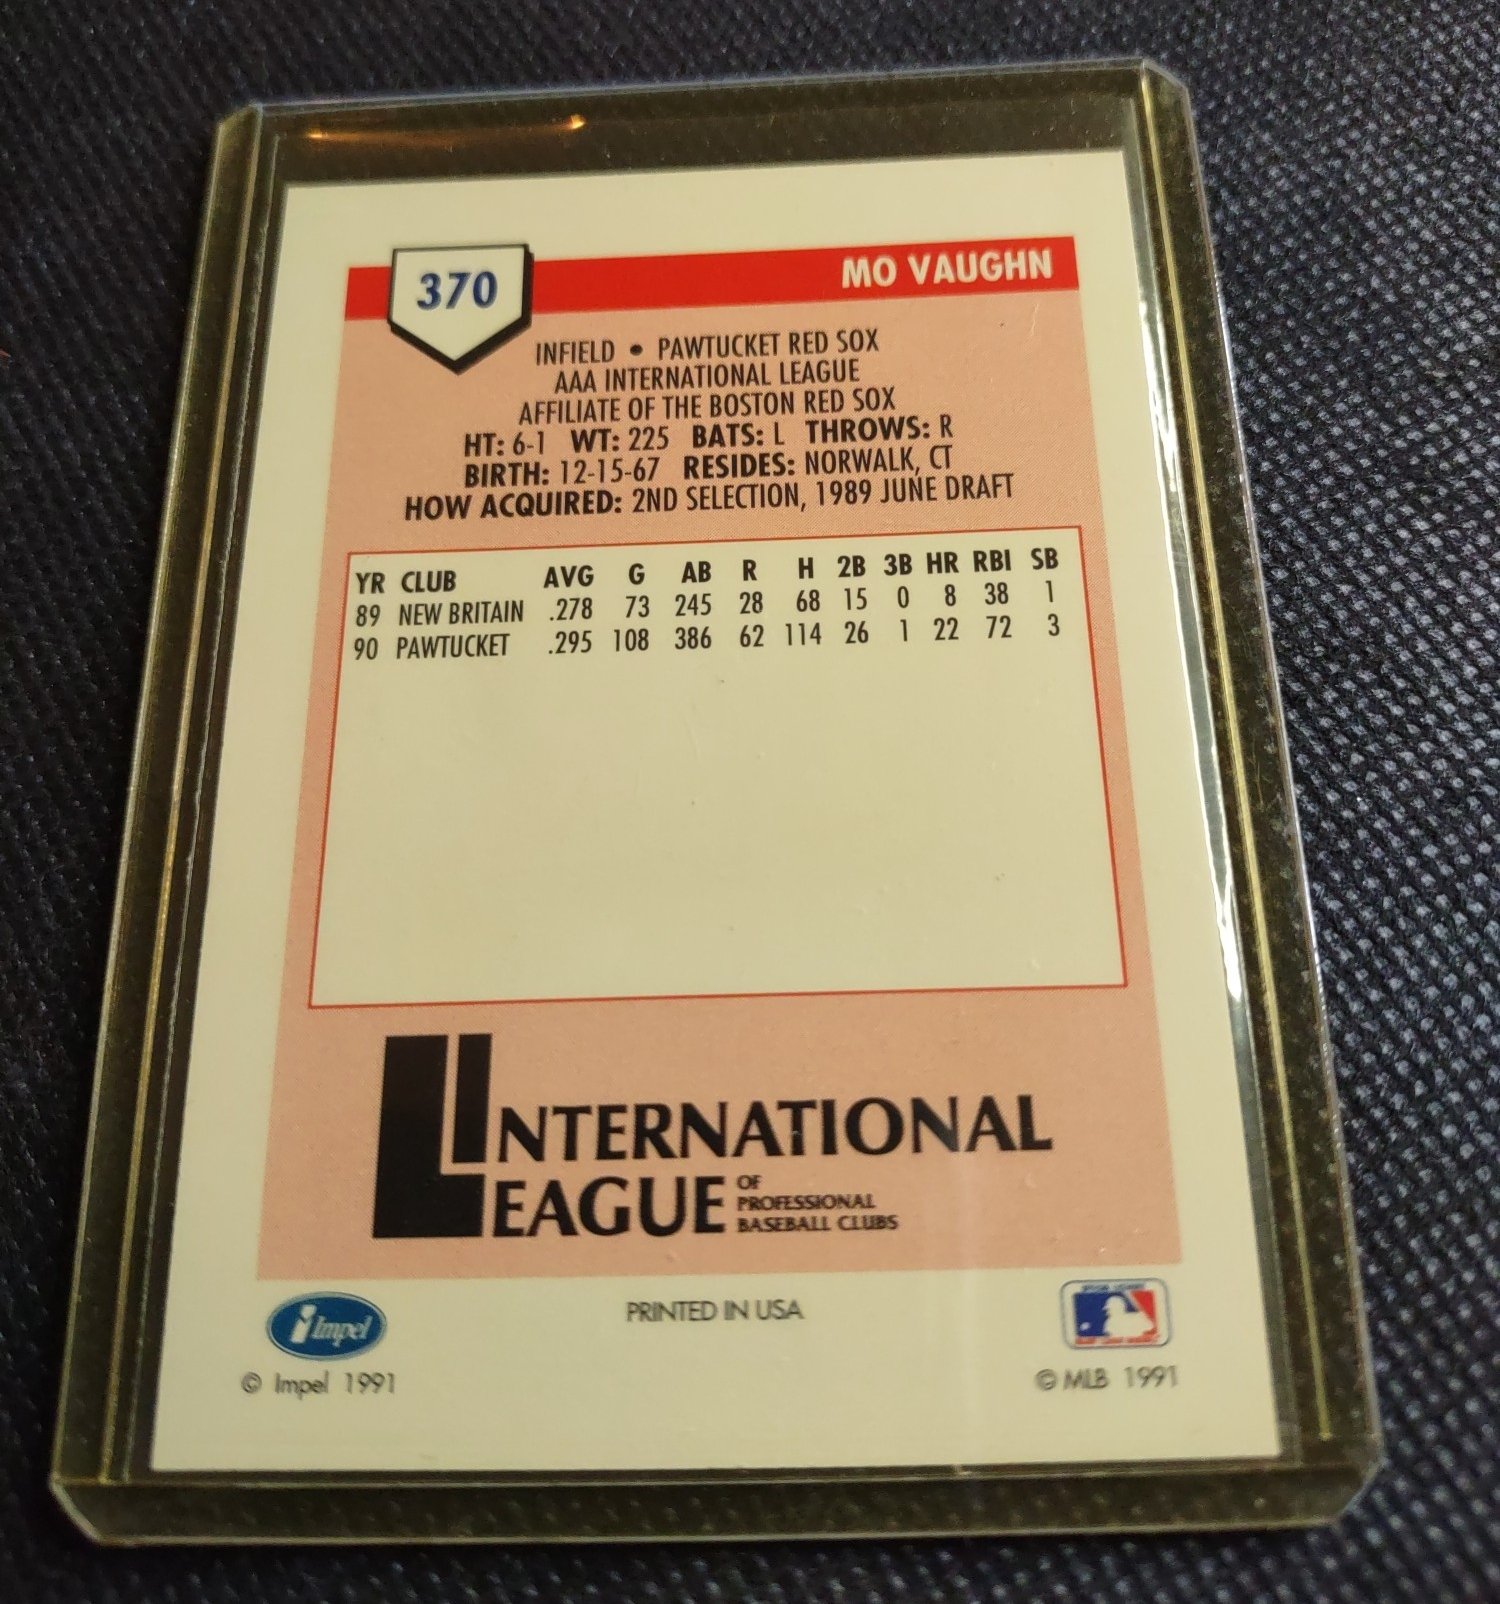 370
MO VAUGHN
INFIELD • PAWTUCKET RED SOX
AAA INTERNATIONAL LEAGUE
AFFILIATE OF THE BOSTON RED SOX
HT: 6-1 WT: 225 BATS: L THROWS: R
BIRTH: 12-15-67 RESIDES: NORWALK, CT
HOW ACQUIRED: 2ND SELECTION, 1989 JUNE DRAFT
YR CLUB AVG G AB R H 2B 3B HR RBI SB
89 NEW BRITAIN .278 73 245 28 68 15 0 8 38 1
90 PAWTUCKET .295 108 386 62 114 26 1 22 72 3
INTERNATIONAL
LEAGUE OF
PROFESSIONAL
BASEBALL CLUBS
i Impel
PRINTED IN USA
© Impel 1991
© MLB 1991